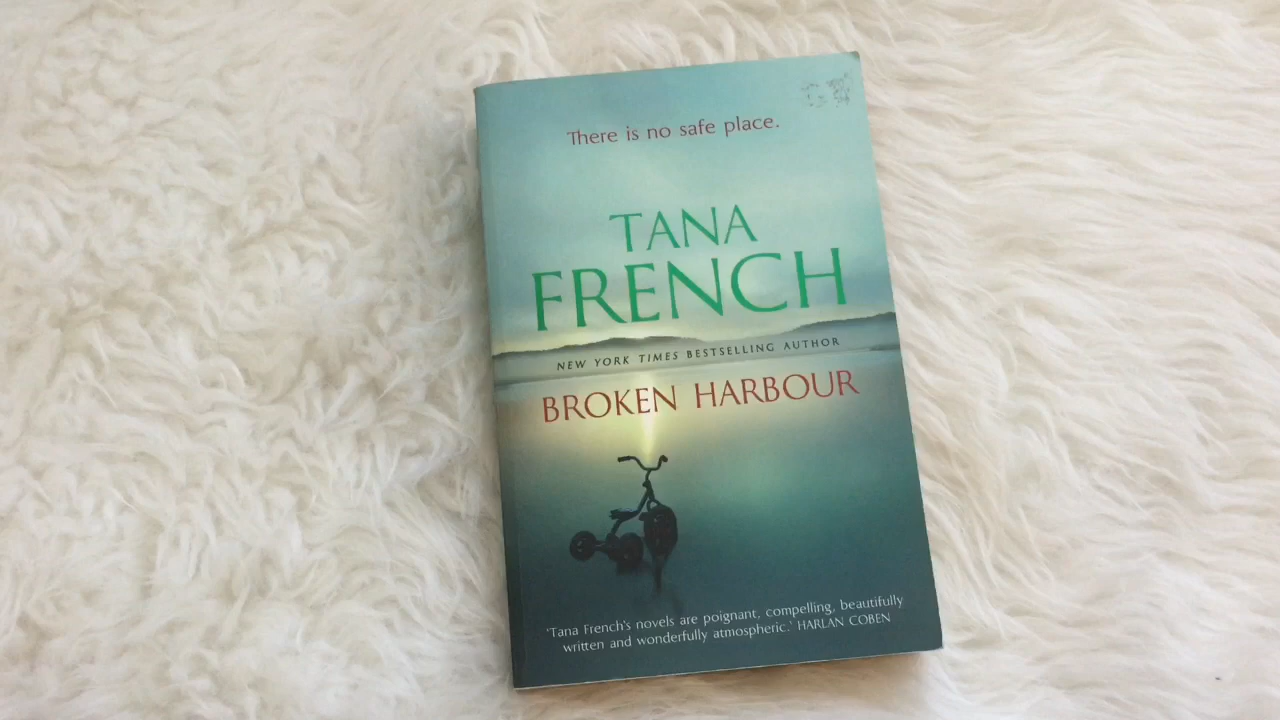 There is no safe place.
TANA
FRENCH
NEW YORK TIMES BESTSELLING AUTHOR
BROKEN HARBOUR
'Tana French's novels are poignant, compelling, beautifully
written and wonderfully atmospheric.' HARLAN COBEN